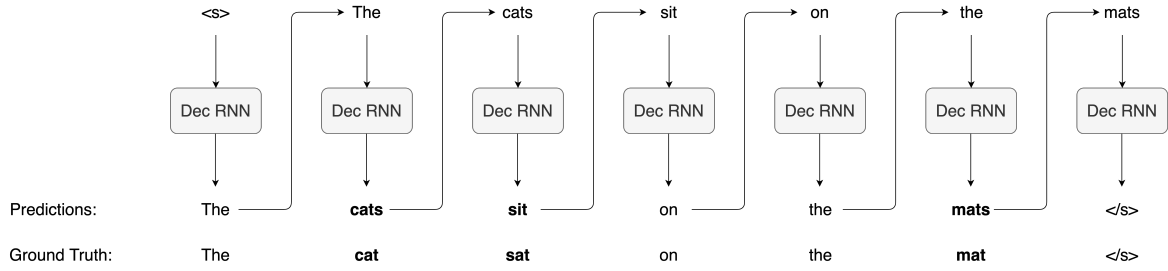 <s> The cats sit on the mats
Dec RNN Dec RNN Dec RNN Dec RNN Dec RNN Dec RNN Dec RNN
Predictions: The cats sit on the mats </s>
Ground Truth: The cat sat on the mat </s>